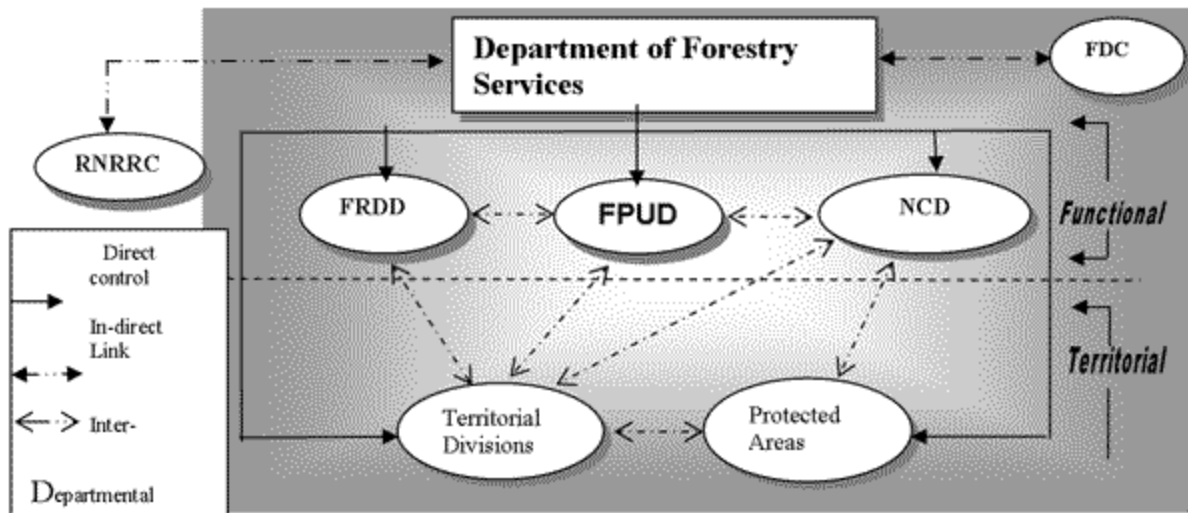 Department of Forestry
Services
FDC
RNRRC
FRDD
FPUD
NCD
Functional
Direct
control
In-direct
Link
Inter-
Departmental
Territorial
Territorial
Divisions
Protected
Areas